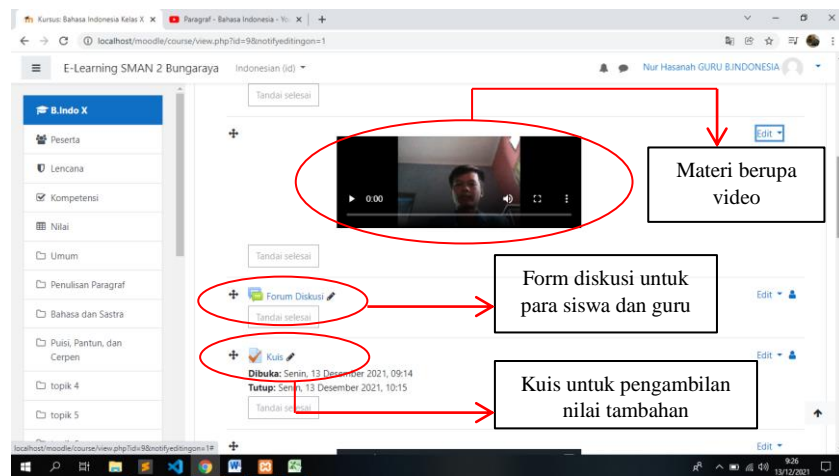 Kursus: Bahasa Indonesia Kelas X
Paragraf - Bahasa Indonesia - Yo
localhost/moodle/course/view.php?id=9&notifyeditingon=1
E-Learning SMAN 2 Bungaraya
Indonesian (id)
Nur Hasanah GURU B.INDONESIA
B.Indo X
Peserta
Lencana
Kompetensi
Nilai
Umum
Penulisan Paragraf
Bahasa dan Sastra
Puisi, Pantun, dan
Cerpen
topik 4
topik 5
Tandai selesai
Edit
0:00
Materi berupa
video
Tandai selesai
Forum Diskusi
Edit
Tandai selesai
Form diskusi untuk
para siswa dan guru
Kuis
Edit
Dibuka: Senin, 13 Desember 2021, 09:14
Tutup: Senin, 13 Desember 2021, 10:15
Tandai selesai
Kuis untuk pengambilan
nilai tambahan
Edit
localhost/moodle/course/view.php?id=9&notifyeditingon=1#
9:26
13/12/2021